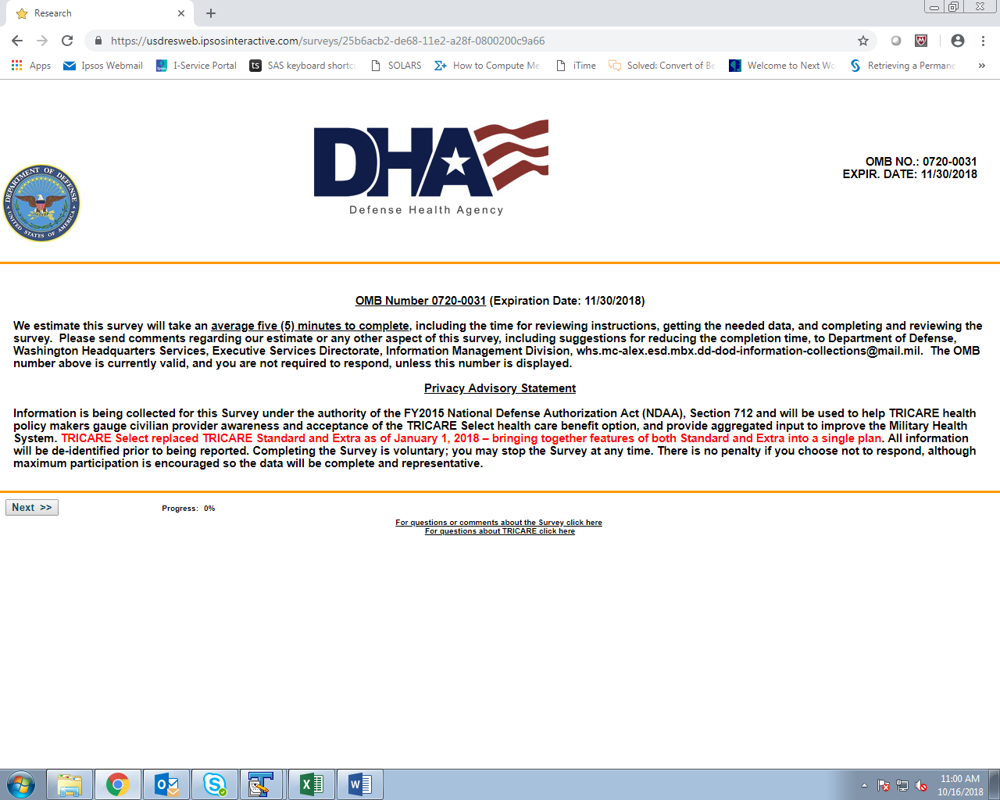 Research
https://usdresweb.ipsosinteractive.com/surveys/25b6acb2-de68-11e2-a28f-0800200c9a66
Apps Ipsos Webmail I-Service Portal ts SAS keyboard shortc SOLARS How to Compute Me iTime Solved: Convert of Be Welcome to Next Wo Retrieving a Permane »
DHA
Defense Health Agency
DEPARTMENT OF DEFENSE
UNITED STATES OF AMERICA
OMB NO.: 0720-0031
EXPIR. DATE: 11/30/2018
OMB Number 0720-0031 (Expiration Date: 11/30/2018)
We estimate this survey will take an average five (5) minutes to complete, including the time for reviewing instructions, getting the needed data, and completing and reviewing the
survey. Please send comments regarding our estimate or any other aspect of this survey, including suggestions for reducing the completion time, to Department of Defense,
Washington Headquarters Services, Executive Services Directorate, Information Management Division, whs.mc-alex.esd.mbx.dd-dod-information-collections@mail.mil. The OMB
number above is currently valid, and you are not required to respond, unless this number is displayed.
Privacy Advisory Statement
Information is being collected for this Survey under the authority of the FY2015 National Defense Authorization Act (NDAA), Section 712 and will be used to help TRICARE health
policy makers gauge civilian provider awareness and acceptance of the TRICARE Select health care benefit option, and provide aggregated input to improve the Military Health
System. TRICARE Select replaced TRICARE Standard and Extra as of January 1, 2018 – bringing together features of both Standard and Extra into a single plan. All information
will be de-identified prior to being reported. Completing the Survey is voluntary; you may stop the Survey at any time. There is no penalty if you choose not to respond, although
maximum participation is encouraged so the data will be complete and representative.
Next >> Progress: 0%
For questions or comments about the Survey click here
For questions about TRICARE click here
11:00 AM
10/16/2018